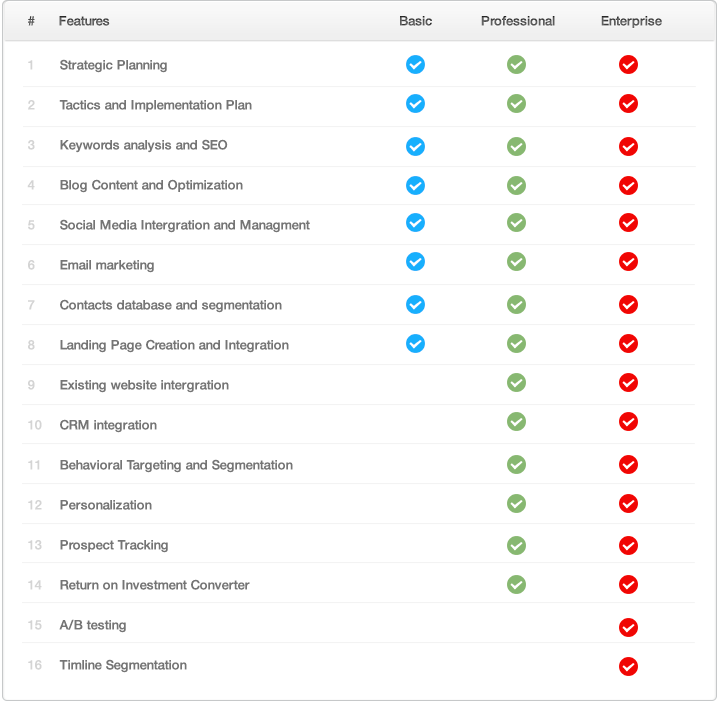 # Features Basic Professional Enterprise
1 Strategic Planning
2 Tactics and Implementation Plan
3 Keywords analysis and SEO
4 Blog Content and Optimization
5 Social Media Intergration and Managment
6 Email marketing
7 Contacts database and segmentation
8 Landing Page Creation and Integration
9 Existing website intergration
10 CRM integration
11 Behavioral Targeting and Segmentation
12 Personalization
13 Prospect Tracking
14 Return on Investment Converter
15 A/B testing
16 Timline Segmentation